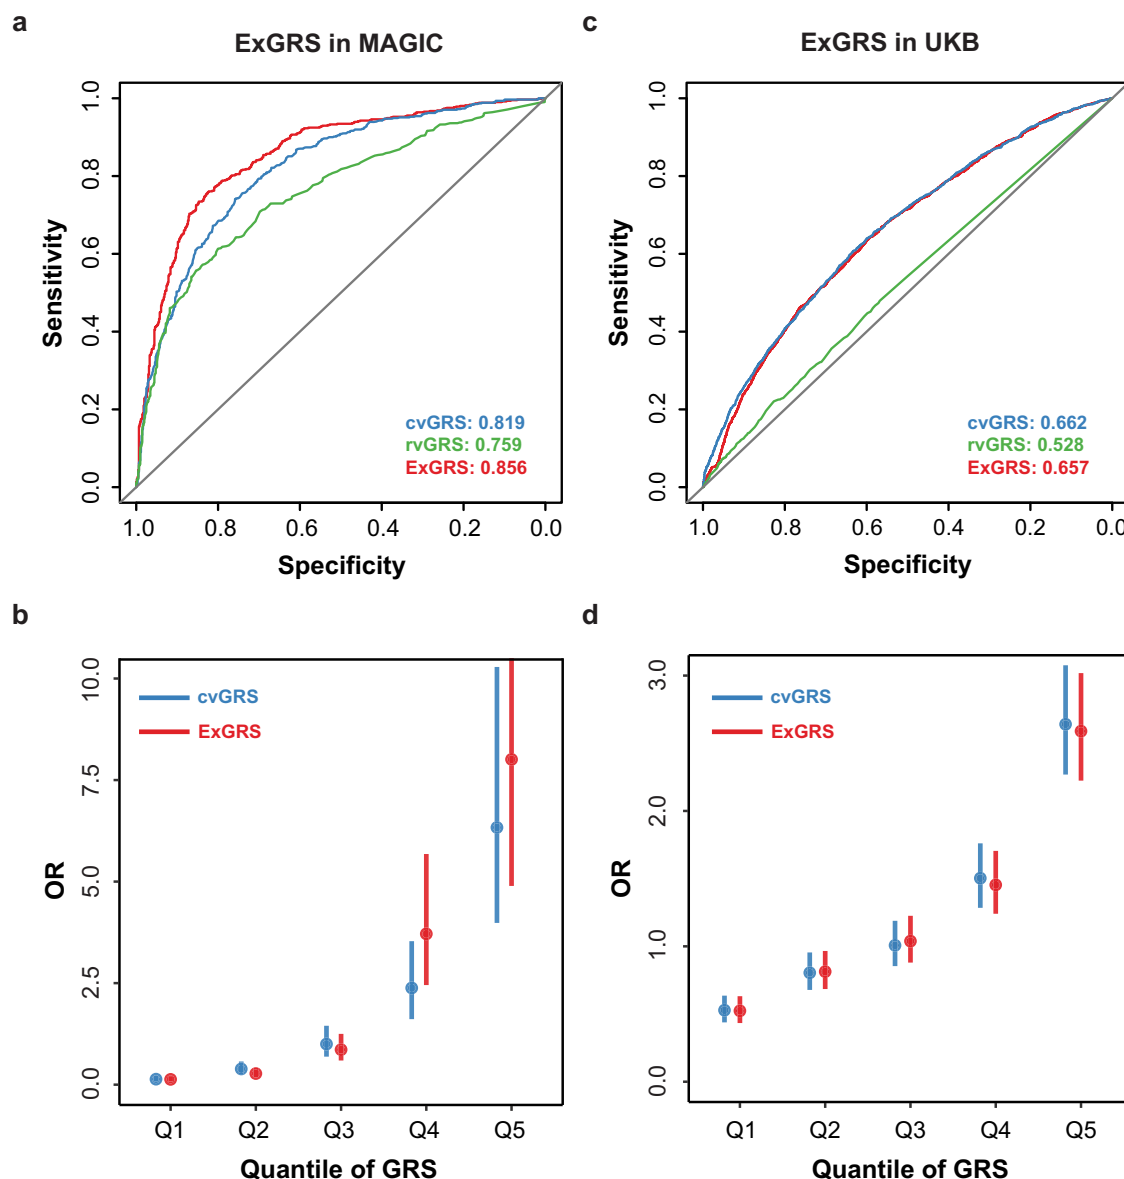 a
ExGRS in MAGIC
Sensitivity
1.0
0.8
0.6
0.4
0.2
0.0
cvGRS: 0.819
rvGRS: 0.759
ExGRS: 0.856
1.0 0.8 0.6 0.4 0.2 0.0
Specificity
c
ExGRS in UKB
Sensitivity
1.0
0.8
0.6
0.4
0.2
0.0
cvGRS: 0.662
rvGRS: 0.528
ExGRS: 0.657
1.0 0.8 0.6 0.4 0.2 0.0
Specificity
b
OR
10.0
7.5
5.0
2.5
0.0
cvGRS
ExGRS
Q1 Q2 Q3 Q4 Q5
Quantile of GRS
d
OR
3.0
2.0
1.0
0.0
cvGRS
ExGRS
Q1 Q2 Q3 Q4 Q5
Quantile of GRS